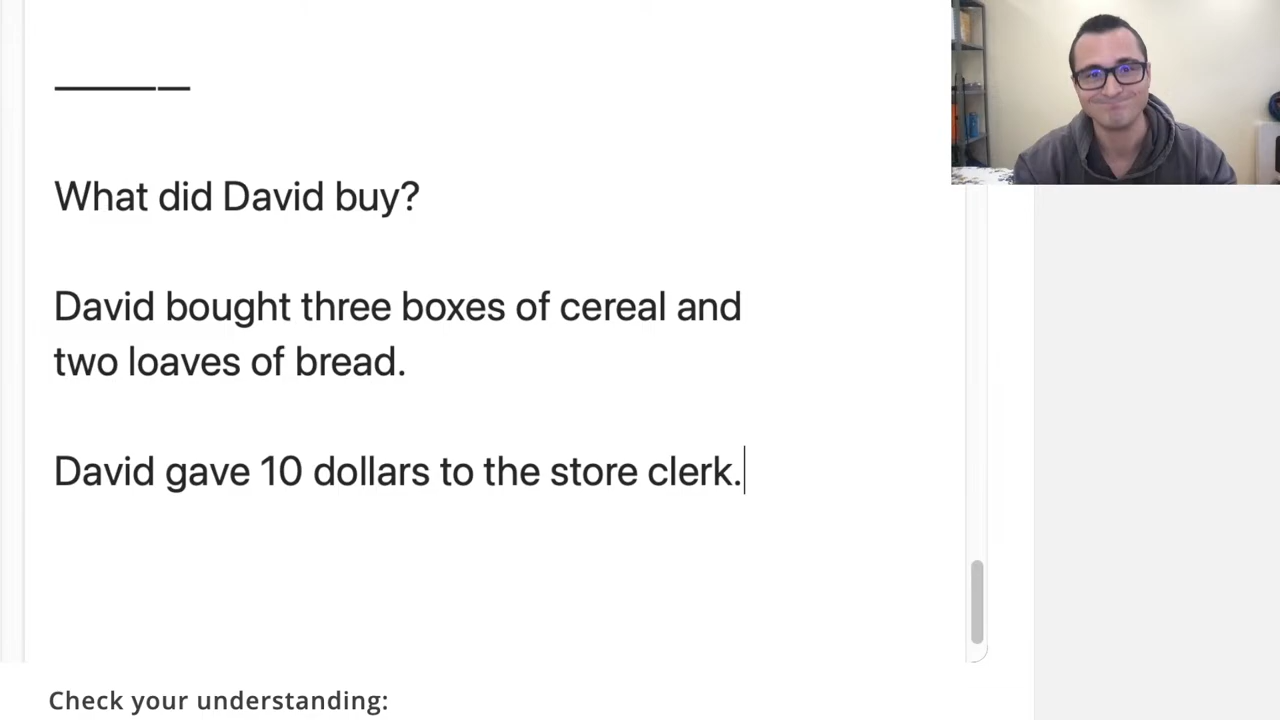 What did David buy?
David bought three boxes of cereal and
two loaves of bread.
David gave 10 dollars to the store clerk.
Check your understanding: